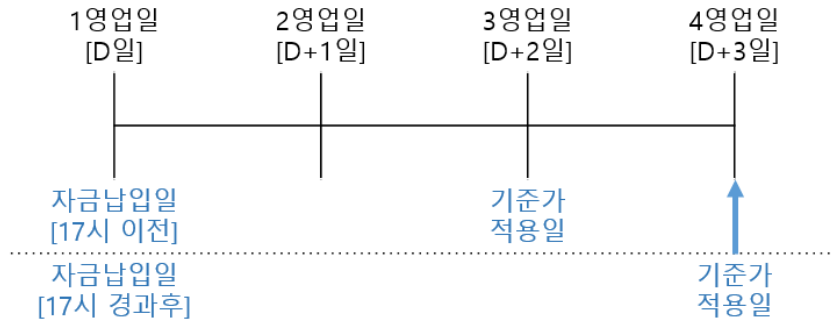 1영업일 2영업일 3영업일 4영업일
[D일] [D+1일] [D+2일] [D+3일]
자금납입일 기준가
[17시 이전] 적용일
자금납입일 기준가
[17시 경과후] 적용일